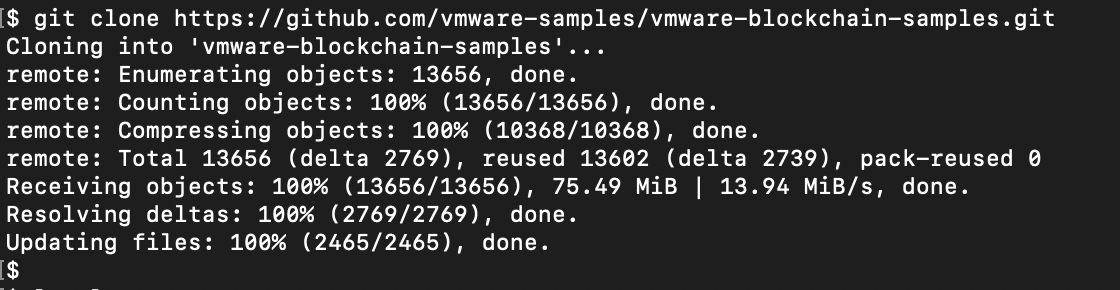 $ git clone https://github.com/vmware-samples/vmware-blockchain-samples.git
Cloning into 'vmware-blockchain-samples'...
remote: Enumerating objects: 13656, done.
remote: Counting objects: 100% (13656/13656), done.
remote: Compressing objects: 100% (10368/10368), done.
remote: Total 13656 (delta 2769), reused 13602 (delta 2739), pack-reused 0
Receiving objects: 100% (13656/13656), 75.49 MiB | 13.94 MiB/s, done.
Resolving deltas: 100% (2769/2769), done.
Updating files: 100% (2465/2465), done.
$